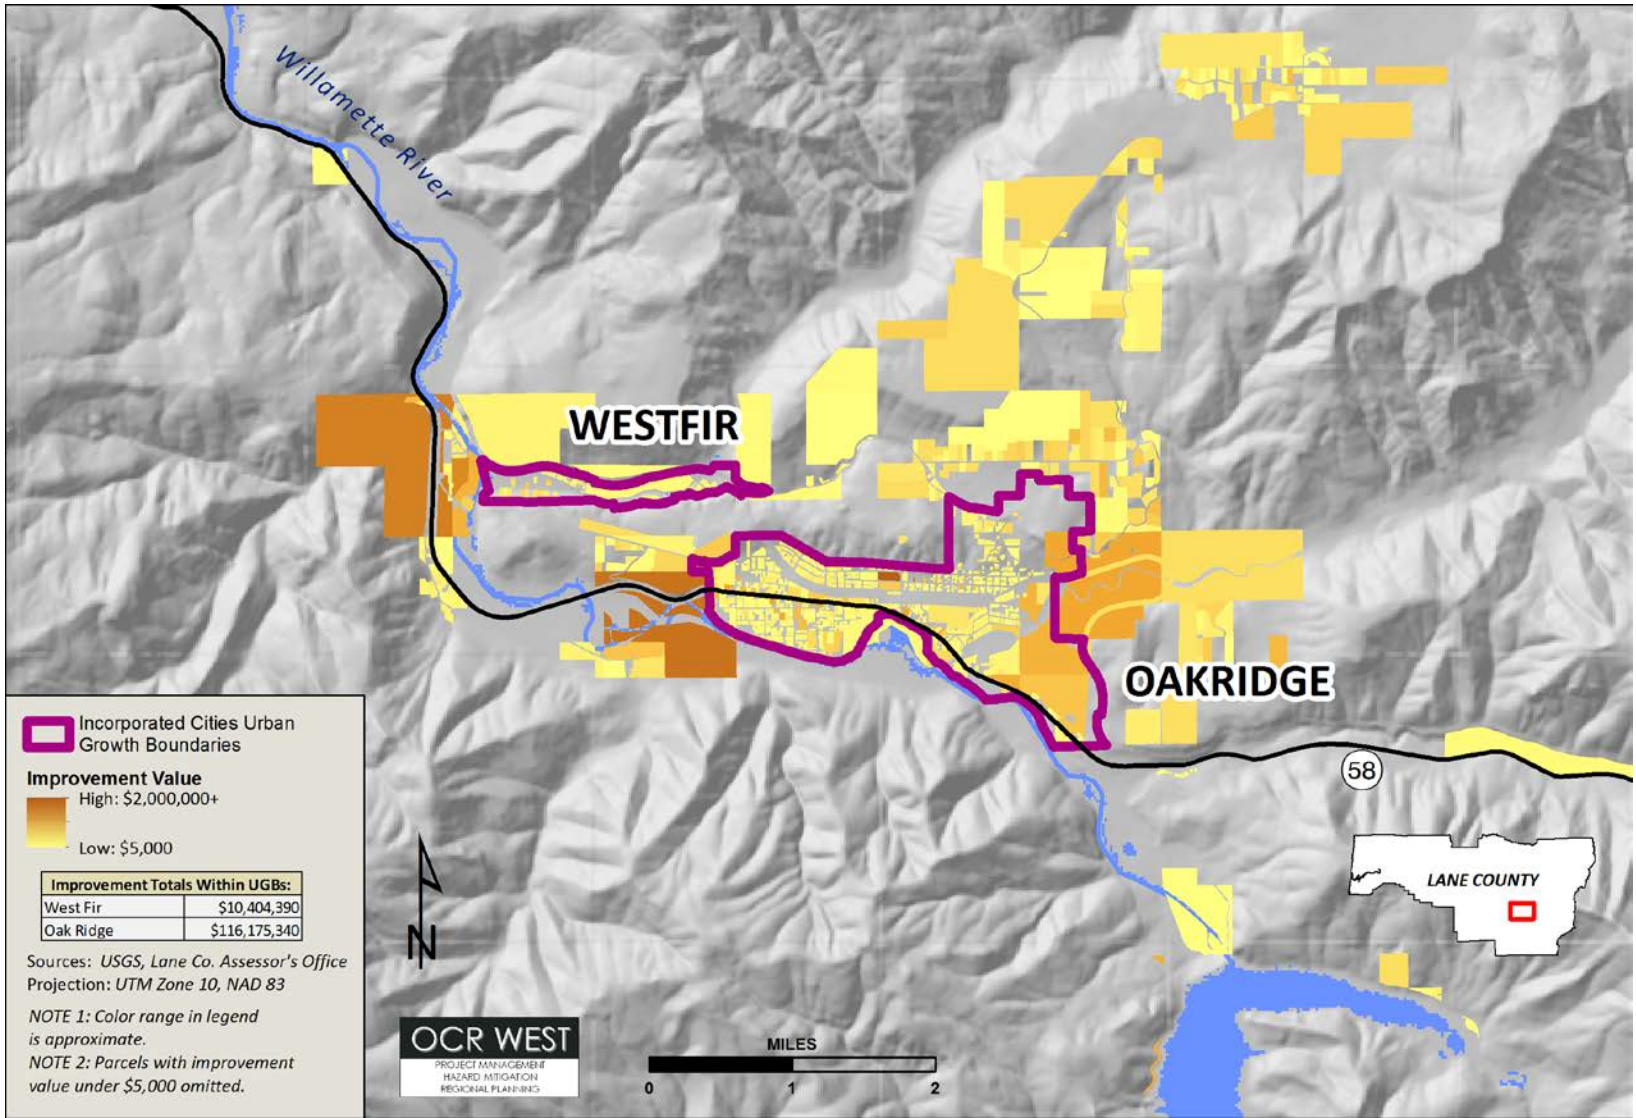 Willamette River
WESTFIR
OAKRIDGE
58
Incorporated Cities Urban
Growth Boundaries
Improvement Value
High: $2,000,000+
Low: $5,000
Improvement Totals Within UGBs:
West Fir $10,404,390
Oak Ridge $116,175,340
Sources: USGS, Lane Co. Assessor's Office
Projection: UTM Zone 10, NAD 83
NOTE 1: Color range in legend
is approximate.
NOTE 2: Parcels with improvement
value under $5,000 omitted.
N
OCR WEST
PROJECT MANAGEMENT
HAZARD MITIGATION
REGIONAL PLANNING
MILES
0 1 2
LANE COUNTY